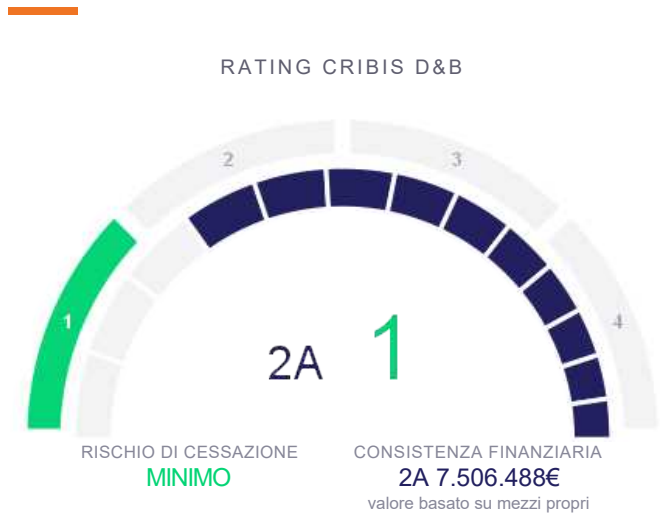 RATING CRIBIS D&B
2
3
1
4
2A 1
RISCHIO DI CESSAZIONE
MINIMO
CONSISTENZA FINANZIARIA
2A 7.506.488€
valore basato su mezzi propri